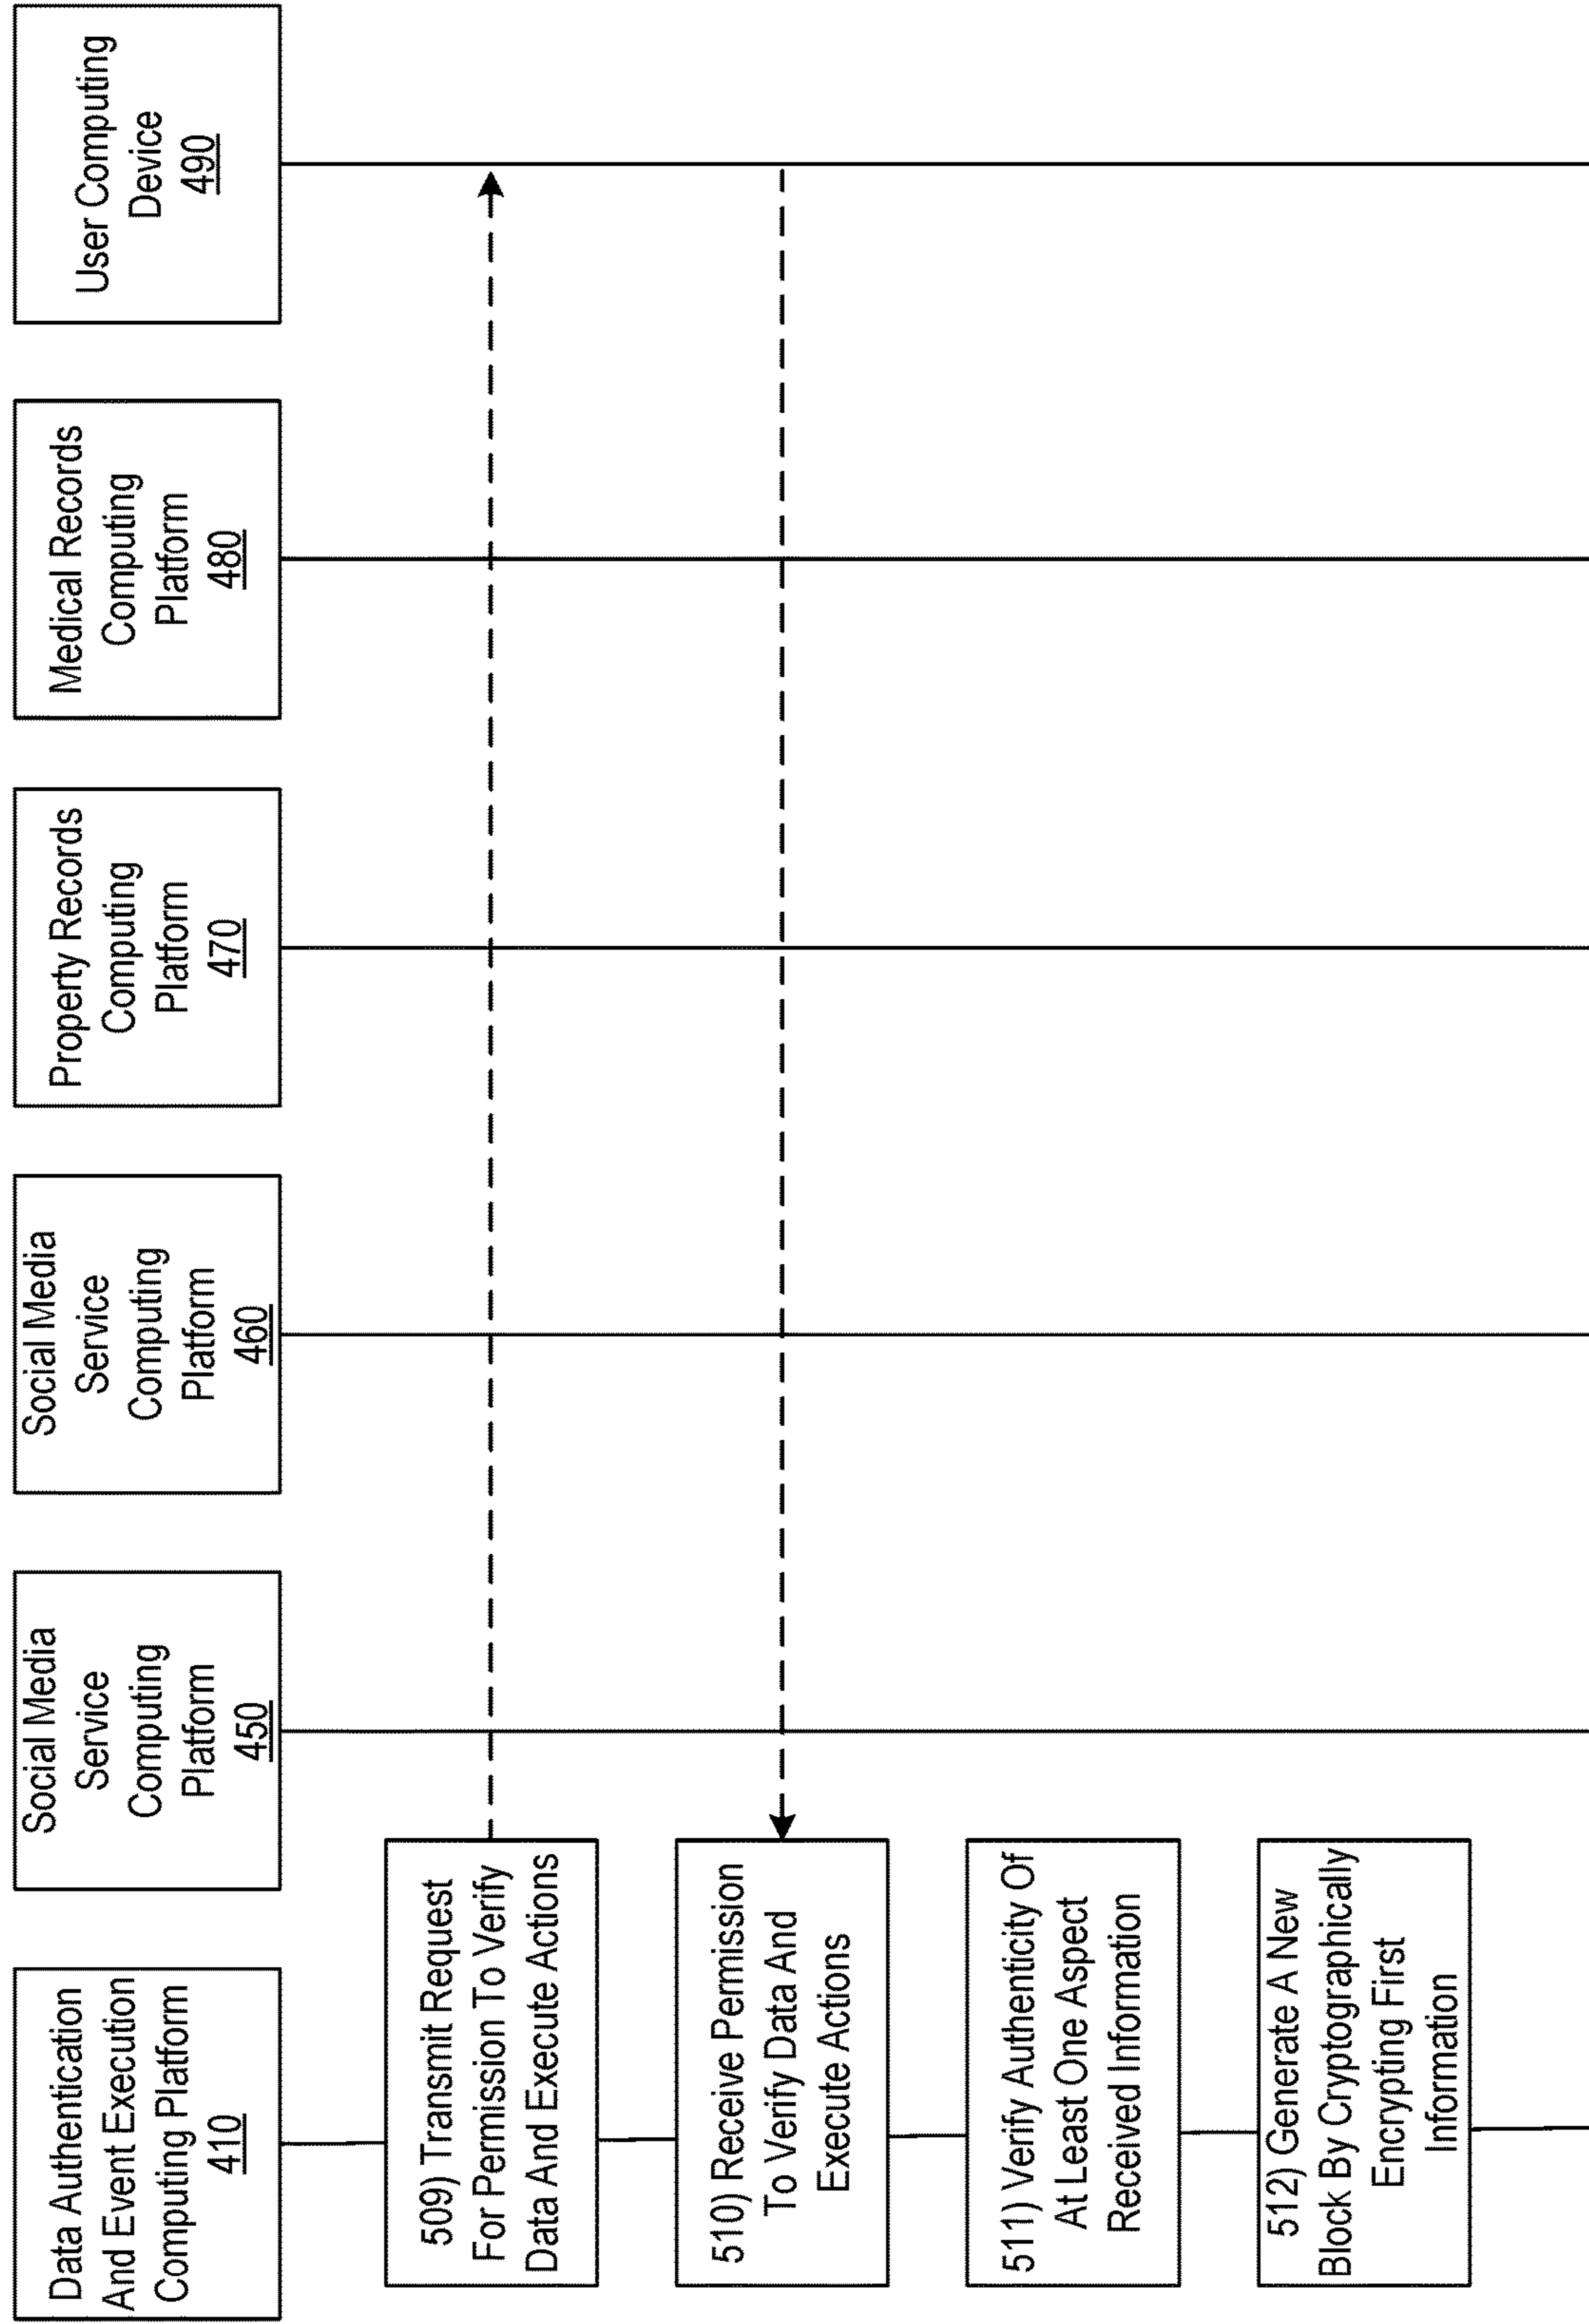 Data Authentication
And Event Execution
Computing Platform
410
Social Media
Service
Computing
Platform
450
Social Media
Service
Computing
Platform
460
Property Records
Computing
Platform
470
Medical Records
Computing
Platform
480
User Computing
Device
490
509) Transmit Request
For Permission To Verify
Data And Execute Actions
510) Receive Permission
To Verify Data And
Execute Actions
511) Verify Authenticity Of
At Least One Aspect
Received Information
512) Generate A New
Block By Cryptographically
Encrypting First
Information